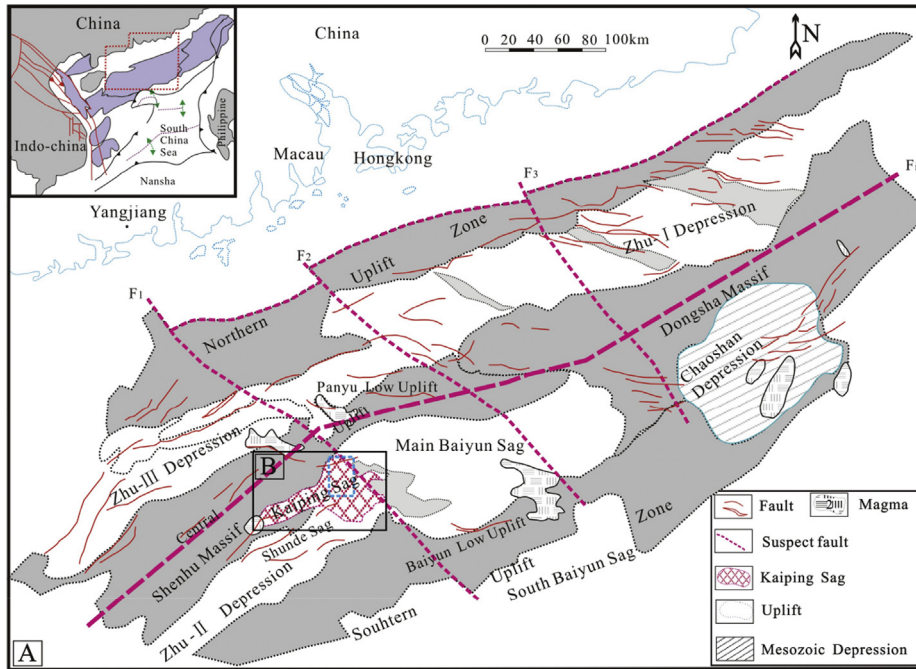 China
Indo-china
South
China
Sea
Philippine
Nansha
China
0 20 40 60 80 100km
N
Macau
Hongkong
Yangjiang
F1
F2
F3
Northern
Uplift
Zone
Zhu-I Depression
Dongsha Massif
Chaoshan
Depression
Panyu Low Uplift
Uplift
Main Baiyun Sag
Zhu-III Depression
B
Kaiping Sag
Cenral
Shenhu Massif
Shunde Sag
Baiyun Low Uplift
Zhu-II Depression
Souhtern
Uplift
South Baiyun Sag
Zone
A
Fault
Magma
Suspect fault
Kaiping Sag
Uplift
Mesozoic Depression